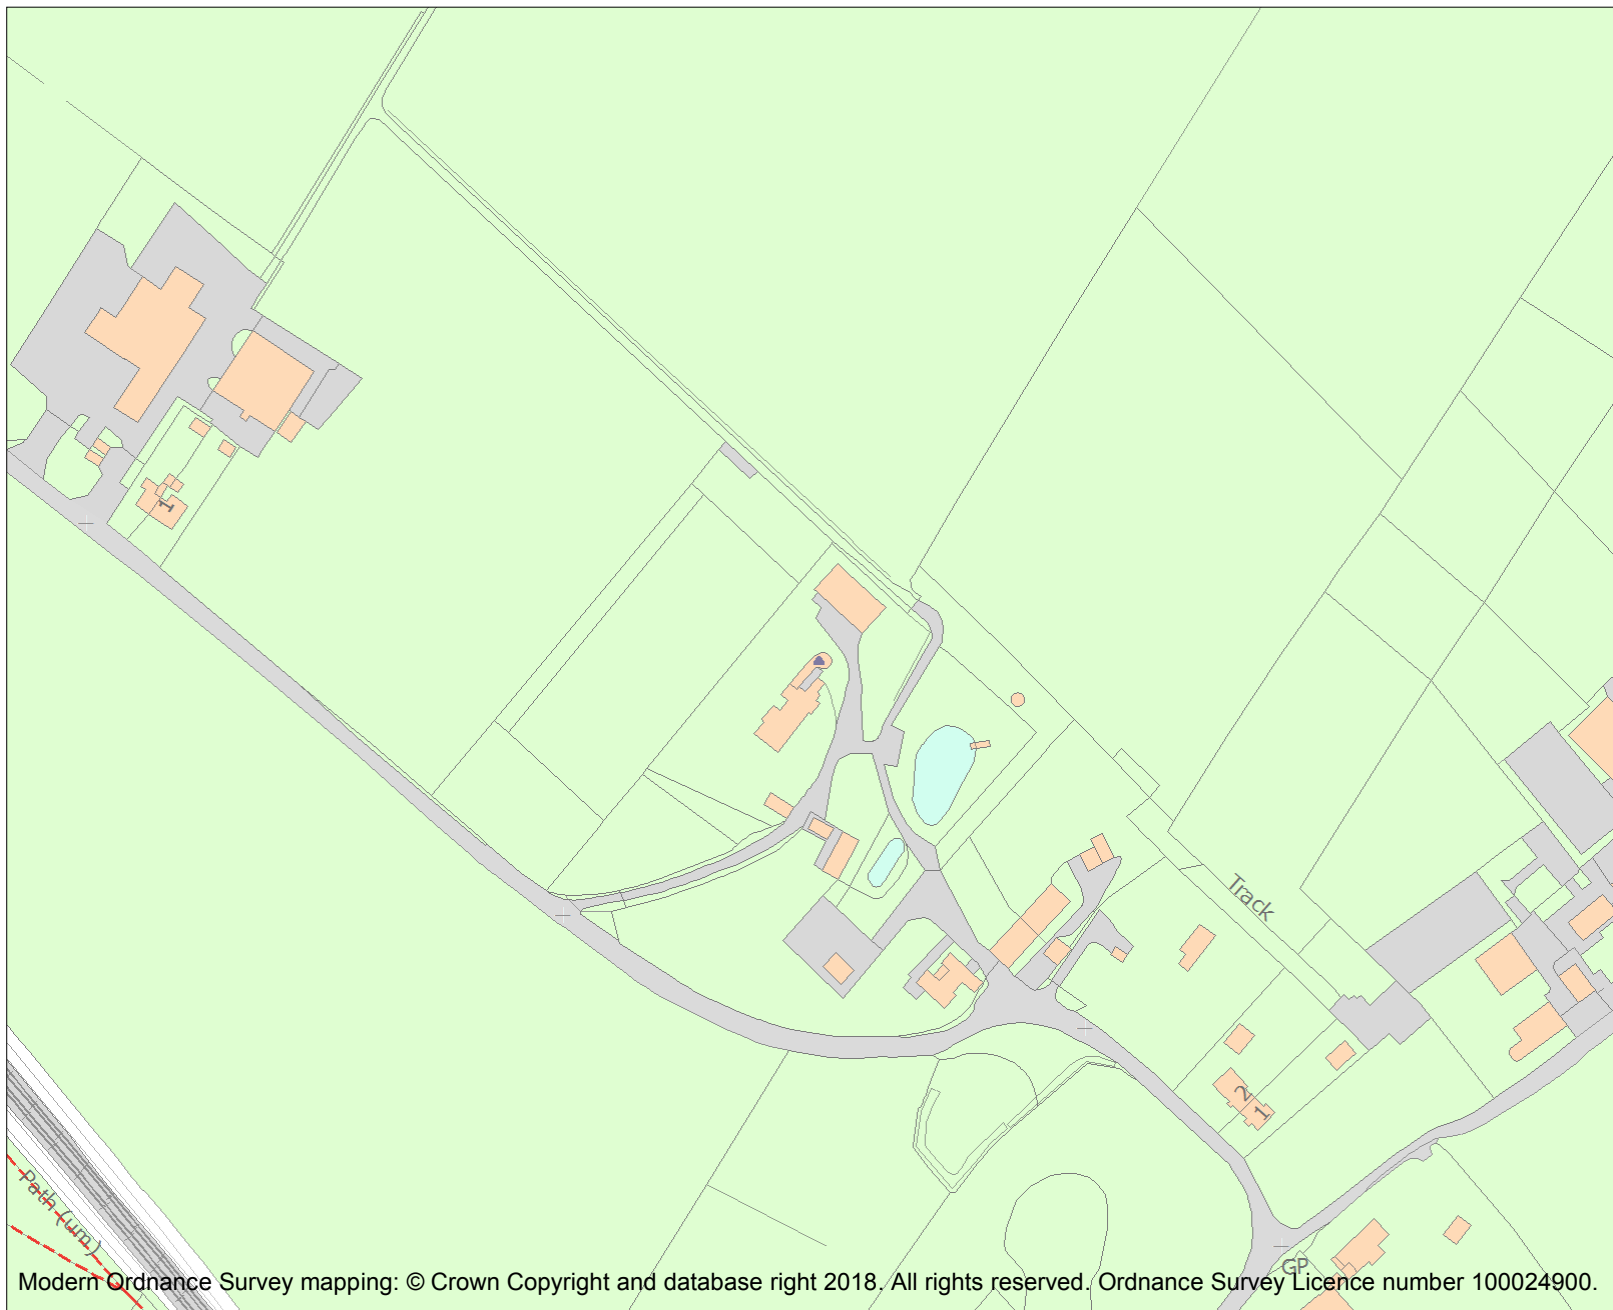 1
Track
2
1
Path (um)
GP
Modern Ordnance Survey mapping: © Crown Copyright and database right 2018. All rights reserved. Ordnance Survey Licence number 100024900.